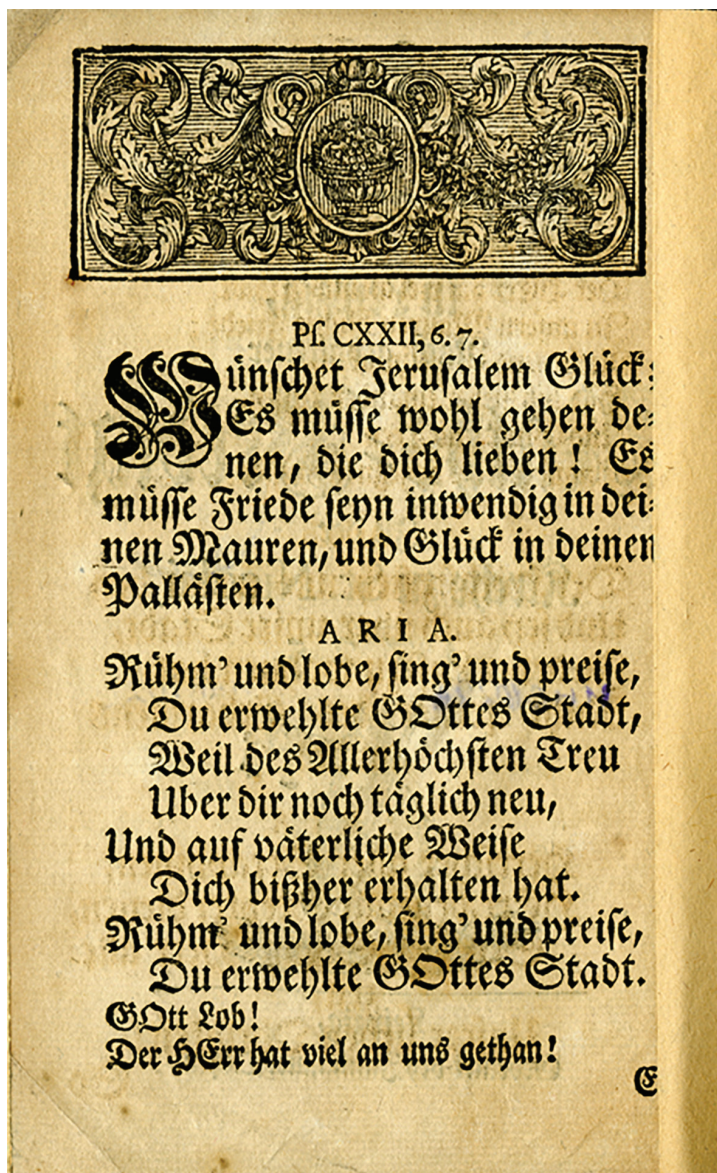 Pſ. CXXII, 6. 7.
Wünſchet Jeruſalem Glück:
Es müſſe wohl gehen de⸗
nen, die dich lieben! Es
müſſe Friede ſeyn inwendig in dei⸗
nen Mauren, und Glück in deinen
Palläſten.
ARIA.
Rühm’ und lobe, ſing’ und preiſe,
Du erwehlte GOttes Stadt,
Weil des Allerhöchſten Treu
Uber dir noch täglich neu,
Und auf väterliche Weiſe
Dich bißher erhalten hat.
Rühm’ und lobe, ſing’ und preiſe,
Du erwehlte GOttes Stadt.
GOtt Lob!
Der HErr hat viel an uns gethan!
E